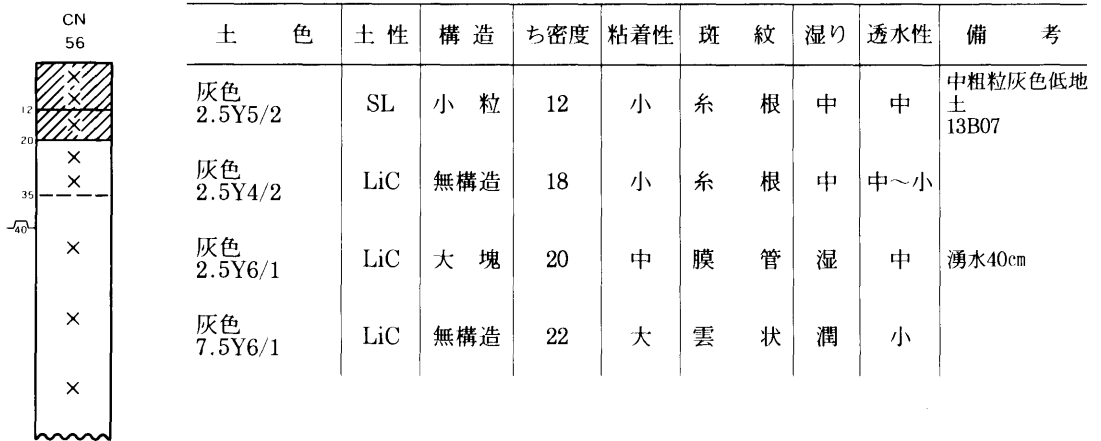 CN
56
12
20
35
40
土 色 土 性 構 造 ち密度 粘着性 斑 紋 湿り 透水性 備 考
灰色
2.5Y5/2 SL 小 粒 12 小 糸 根 中 中 中粗粒灰色低地
土
13B07
灰色
2.5Y4/2 LiC 無構造 18 小 糸 根 中 中～小
灰色
2.5Y6/1 LiC 大 塊 20 中 膜 管 湿 中 湧水40㎝
灰色
7.5Y6/1 LiC 無構造 22 大 雲 状 潤 小